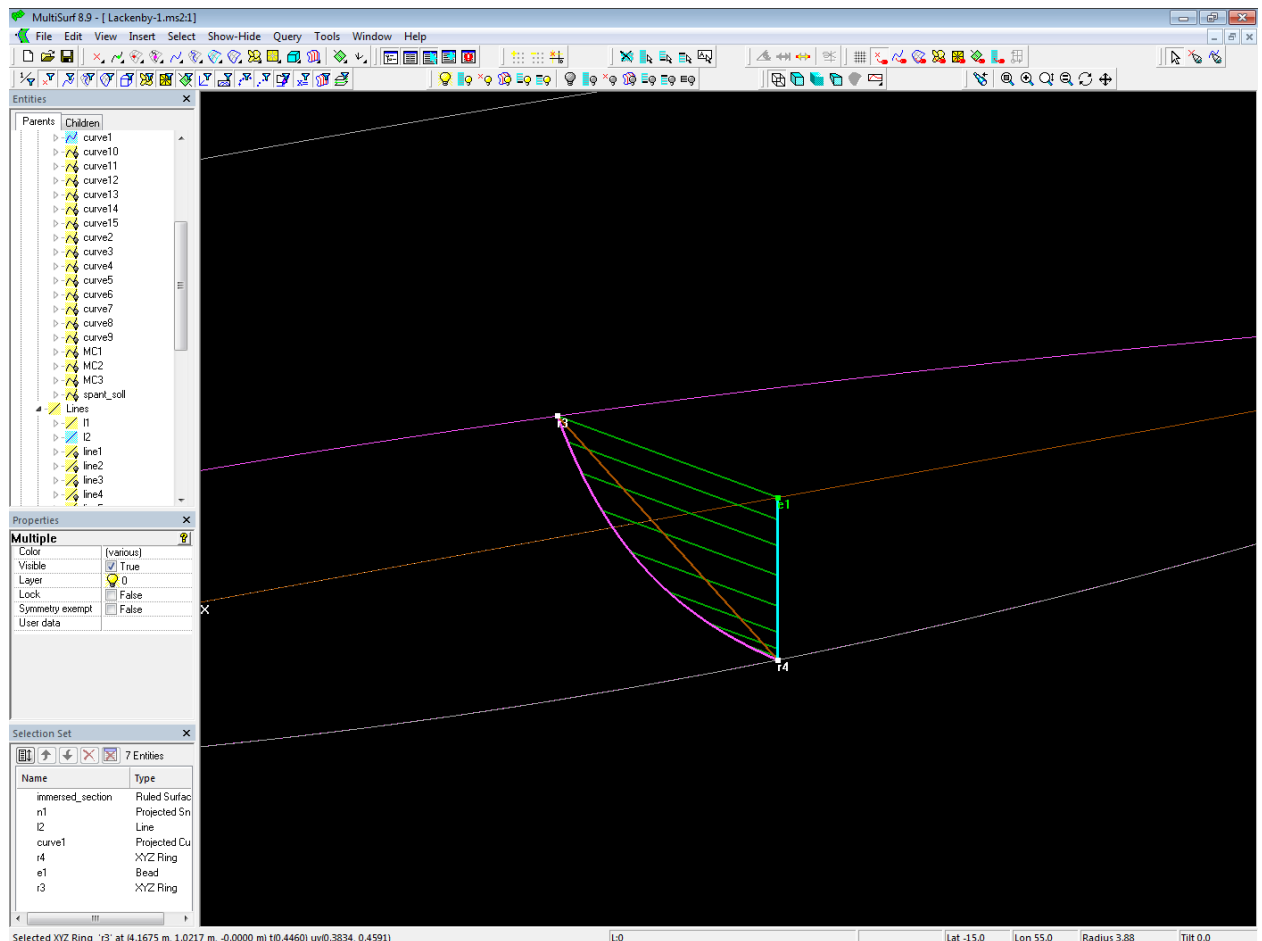 MultiSurf 8.9 - [ Lackenby-1.ms2:1]
File Edit View Insert Select Show-Hide Query Tools Window Help
Entities
Parents Children
curve1
curve10
curve11
curve12
curve13
curve14
curve15
curve2
curve3
curve4
curve5
curve6
curve7
curve8
curve9
MC1
MC2
MC3
spant_soll
Lines
l1
l2
line1
line2
line3
line4
Properties
Multiple
Color (various)
Visible True
Layer 0
Lock False
Symmetry exempt False
User data
Selection Set
7 Entities
Name Type
immersed_section Ruled Surfac
n1 Projected Sn
l2 Line
curve1 Projected Cu
r4 XYZ Ring
e1 Bead
r3 XYZ Ring
r3
e1
X
r4
Selected XYZ Ring 'r3' at (4.1675 m, 1.0217 m, -0.0000 m) t(0.4460) uv(0.3834, 0.4591)
L:0
Lat -15.0 Lon 55.0 Radius 3.88 Tilt 0.0